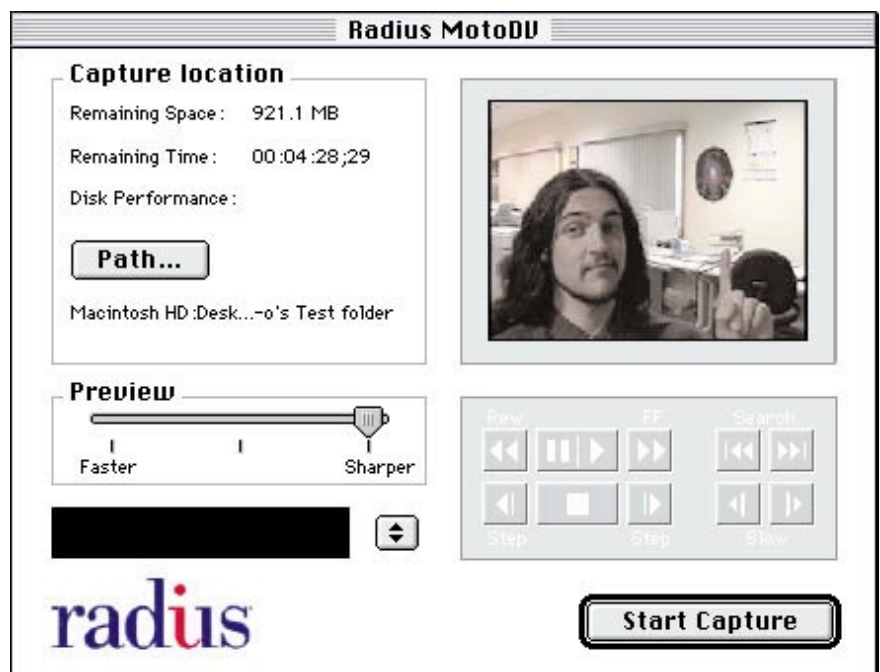 Radius MotoDV
Capture location
Remaining Space: 921.1 MB
Remaining Time: 00:04:28;29
Disk Performance:
Path...
Macintosh HD:Desk...-o's Test folder
Preview
Faster Sharper
Rew FF Search
Step Step Slow
radius
Start Capture